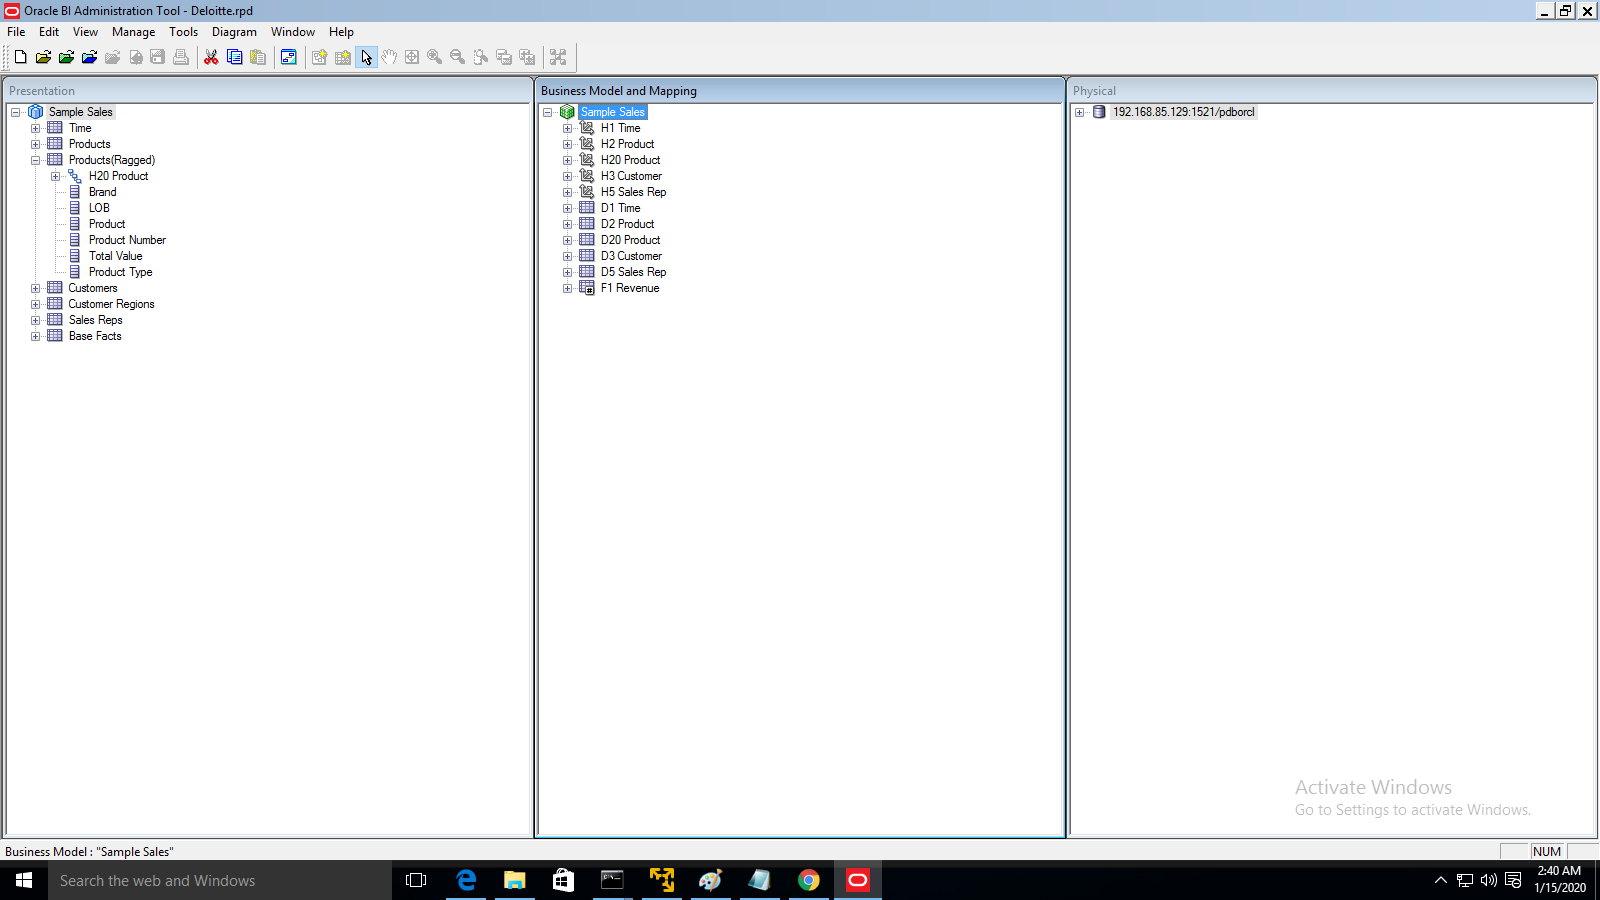 Oracle BI Administration Tool - Deloitte.rpd
File Edit View Manage Tools Diagram Window Help
Presentation
Sample Sales
Time
Products
Products(Ragged)
H20 Product
Brand
LOB
Product
Product Number
Total Value
Product Type
Customers
Customer Regions
Sales Reps
Base Facts
Business Model and Mapping
Sample Sales
H1 Time
H2 Product
H20 Product
H3 Customer
H5 Sales Rep
D1 Time
D2 Product
D20 Product
D3 Customer
D5 Sales Rep
F1 Revenue
Physical
192.168.85.129:1521/pdborcl
Activate Windows
Go to Settings to activate Windows.
Business Model : "Sample Sales"
NUM
Search the web and Windows
2:40 AM
1/15/2020